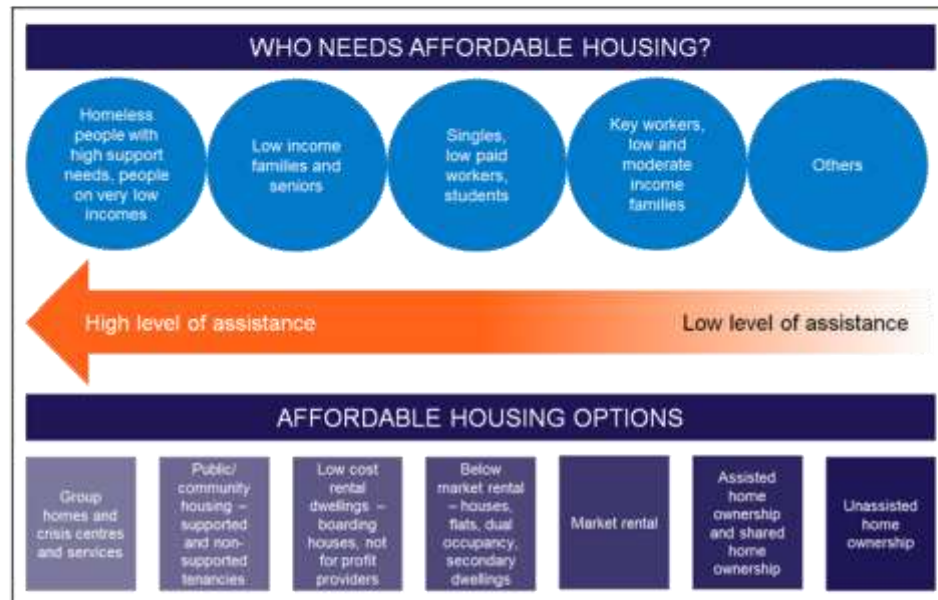 WHO NEEDS AFFORDABLE HOUSING?
Homeless
people with
high support
needs, people
on very low
incomes
Low income
families and
seniors
Singles,
low paid
workers,
students
Key workers,
low and
moderate
income
families
Others
High level of assistance
Low level of assistance
AFFORDABLE HOUSING OPTIONS
Group
homes and
crisis centres
and services
Public/
community
housing –
supported
and non-
supported
tenancies
Low cost
rental
dwellings –
boarding
houses, not
for profit
providers
Below
market rental
– houses,
flats, dual
occupancy,
secondary
dwellings
Market rental
Assisted
home
ownership
and shared
home
ownership
Unassisted
home
ownership